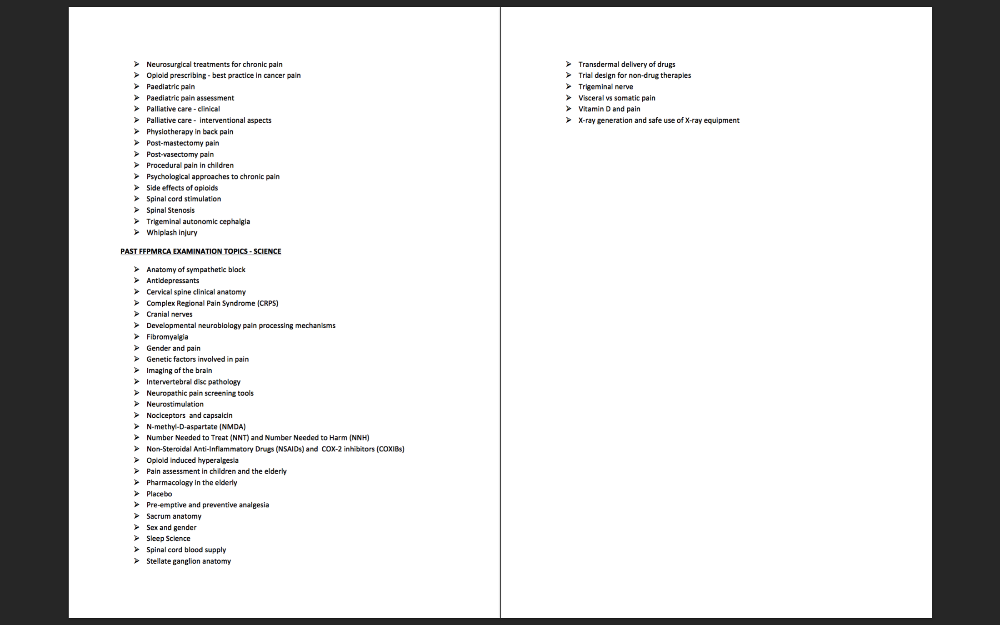 ➢ Neurosurgical treatments for chronic pain
➢ Opioid prescribing - best practice in cancer pain
➢ Paediatric pain
➢ Paediatric pain assessment
➢ Palliative care - clinical
➢ Palliative care -  interventional aspects
➢ Physiotherapy in back pain
➢ Post-mastectomy pain
➢ Post-vasectomy pain
➢ Procedural pain in children
➢ Psychological approaches to chronic pain
➢ Side effects of opioids
➢ Spinal cord stimulation
➢ Spinal Stenosis
➢ Trigeminal autonomic cephalgia
➢ Whiplash injury
PAST FFPMRCA EXAMINATION TOPICS - SCIENCE
➢ Anatomy of sympathetic block
➢ Antidepressants
➢ Cervical spine clinical anatomy
➢ Complex Regional Pain Syndrome (CRPS)
➢ Cranial nerves
➢ Developmental neurobiology pain processing mechanisms
➢ Fibromyalgia
➢ Gender and pain
➢ Genetic factors involved in pain
➢ Imaging of the brain
➢ Intervertebral disc pathology
➢ Neuropathic pain screening tools
➢ Neurostimulation
➢ Nociceptors  and capsaicin
➢ N-methyl-D-aspartate (NMDA)
➢ Number Needed to Treat (NNT) and Number Needed to Harm (NNH)
➢ Non-Steroidal Anti-Inflammatory Drugs (NSAIDs) and  COX-2 inhibitors (COXIBs)
➢ Opioid induced hyperalgesia
➢ Pain assessment in children and the elderly
➢ Pharmacology in the elderly
➢ Placebo
➢ Pre-emptive and preventive analgesia
➢ Sacrum anatomy
➢ Sex and gender
➢ Sleep Science
➢ Spinal cord blood supply
➢ Stellate ganglion anatomy
➢ Transdermal delivery of drugs
➢ Trial design for non-drug therapies
➢ Trigeminal nerve
➢ Visceral vs somatic pain
➢ Vitamin D and pain
➢ X-ray generation and safe use of X-ray equipment